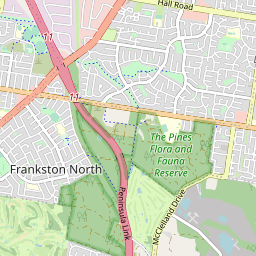 Hall Road
11
11
The Pines
Flora and
Fauna
Reserve
Frankston North
Peninsula Link
McClelland Drive